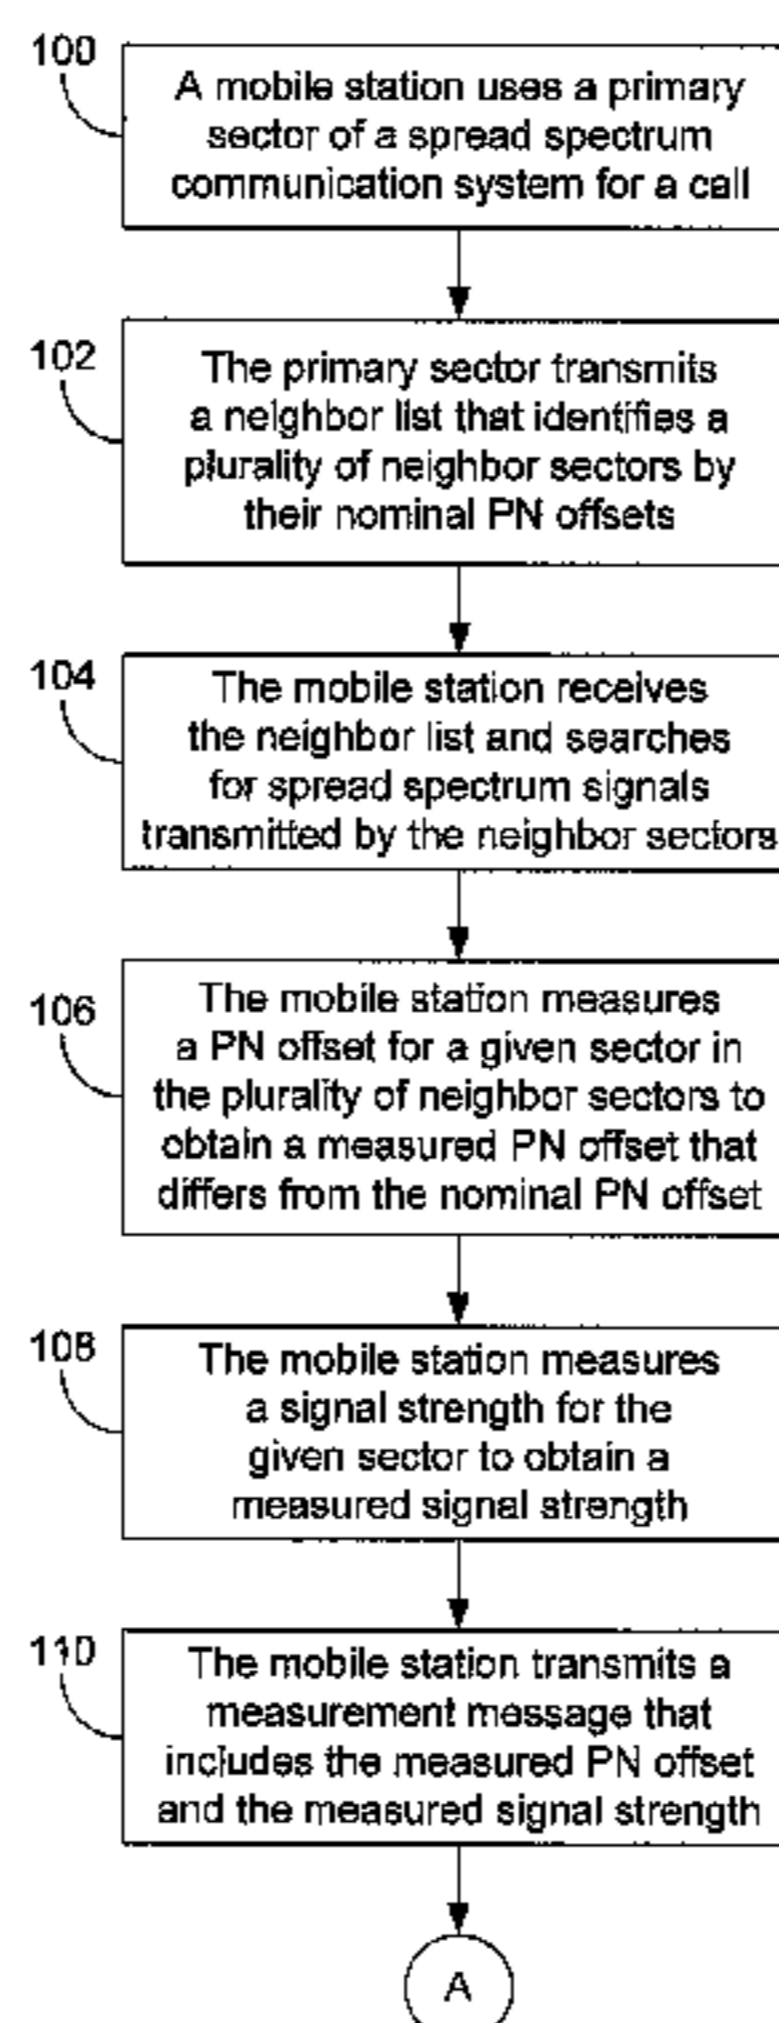 100
A mobile station uses a primary
sector of a spread spectrum
communication system for a call
102
The primary sector transmits
a neighbor list that identifies a
plurality of neighbor sectors by
their nominal PN offsets
104
The mobile station receives
the neighbor list and searches
for spread spectrum signals
transmitted by the neighbor sectors
106
The mobile station measures
a PN offset for a given sector in
the plurality of neighbor sectors to
obtain a measured PN offset that
differs from the nominal PN offset
108
The mobile station measures
a signal strength for the
given sector to obtain a
measured signal strength
110
The mobile station transmits a
measurement message that
includes the measured PN offset
and the measured signal strength
A